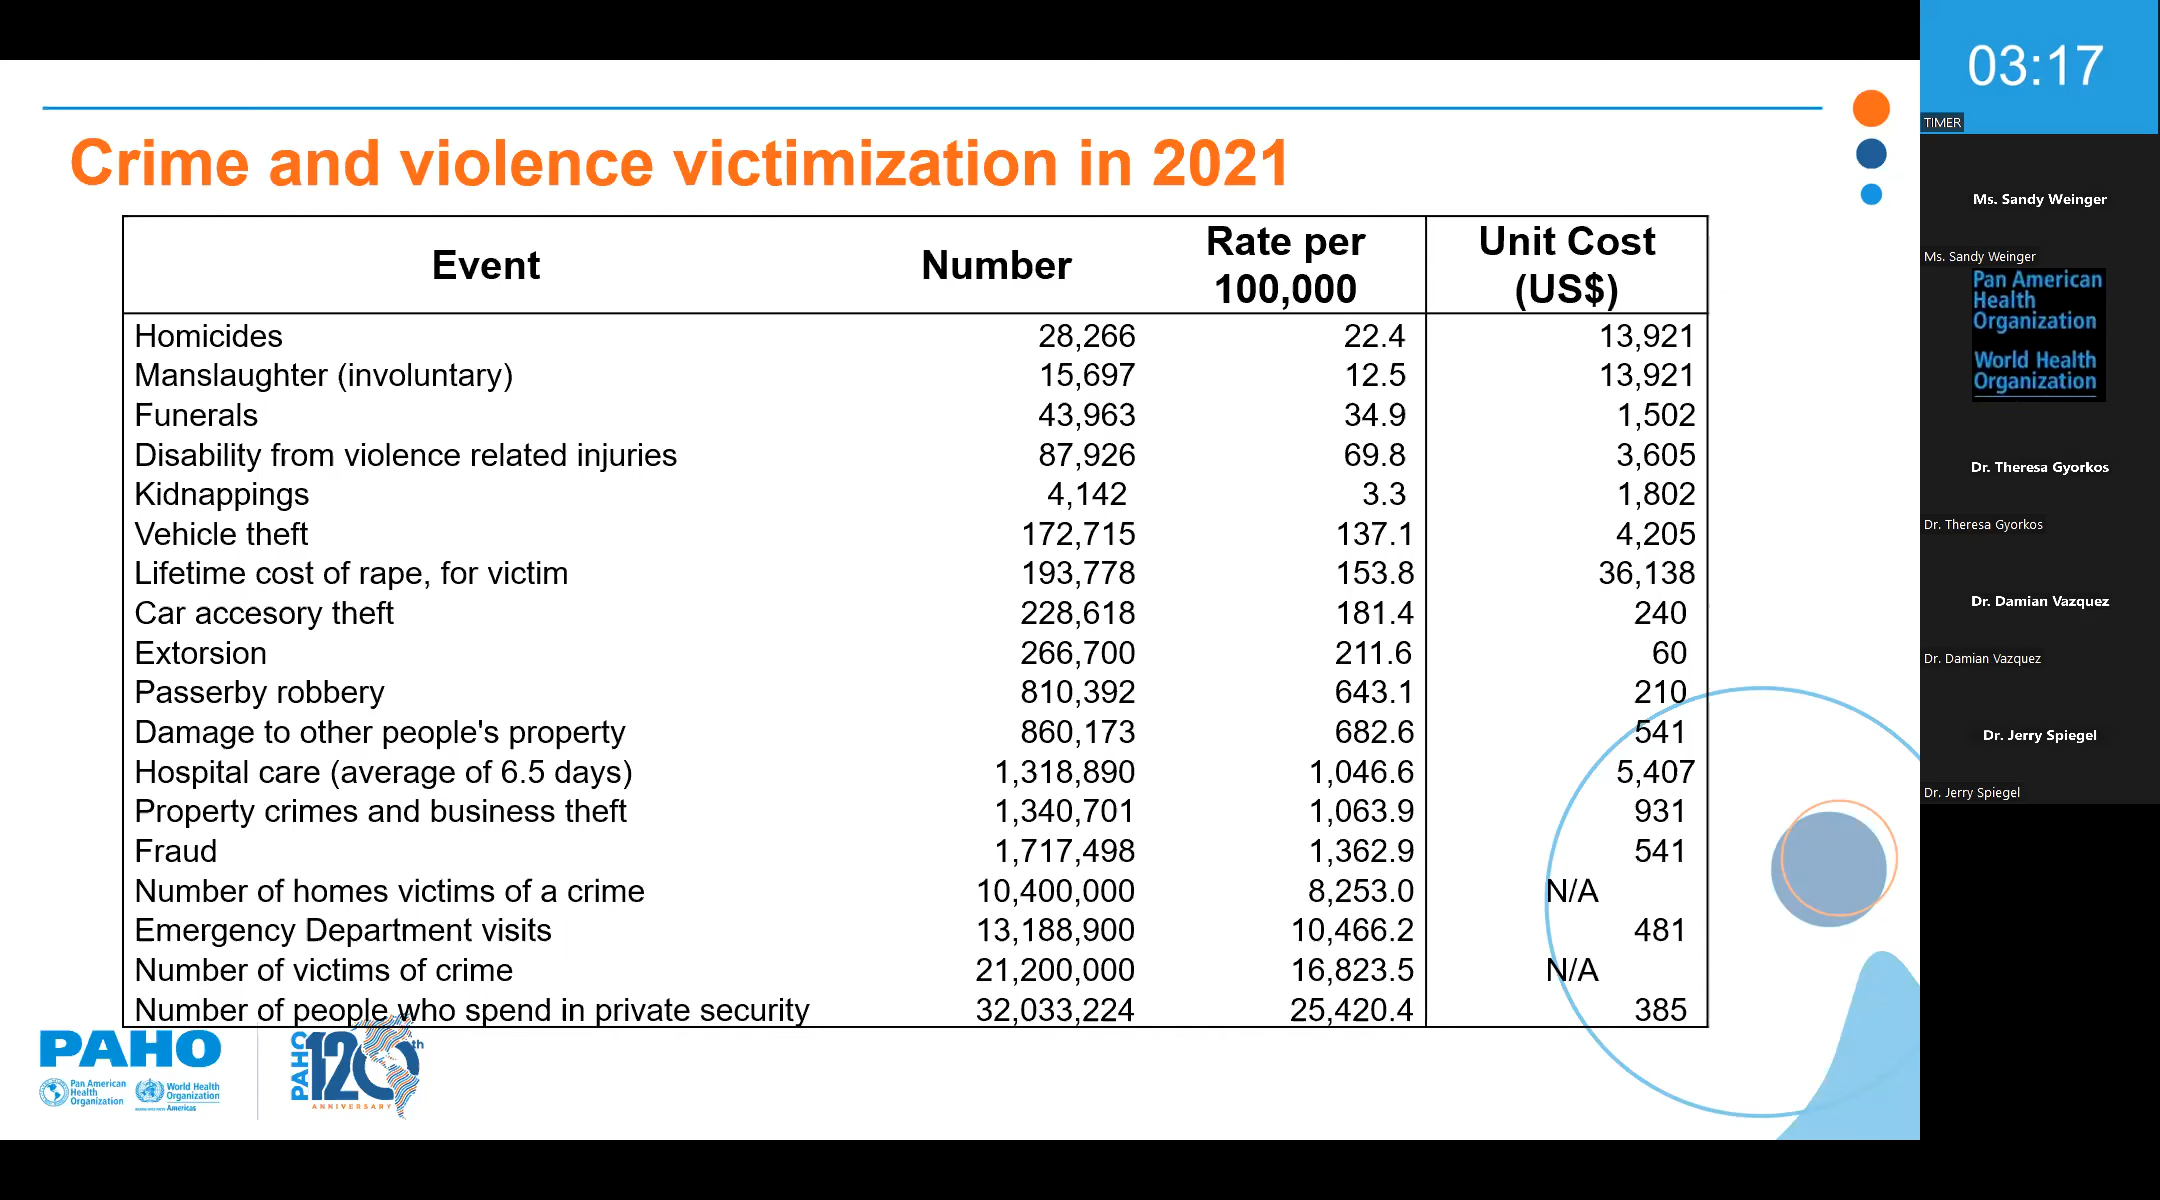 03:17
TIMER
Crime and violence victimization in 2021
Event Number Rate per 100,000 Unit Cost (US$)
Homicides 28,266 22.4 13,921
Manslaughter (involuntary) 15,697 12.5 13,921
Funerals 43,963 34.9 1,502
Disability from violence related injuries 87,926 69.8 3,605
Kidnappings 4,142 3.3 1,802
Vehicle theft 172,715 137.1 4,205
Lifetime cost of rape, for victim 193,778 153.8 36,138
Car accesory theft 228,618 181.4 240
Extorsion 266,700 211.6 60
Passerby robbery 810,392 643.1 210
Damage to other people's property 860,173 682.6 541
Hospital care (average of 6.5 days) 1,318,890 1,046.6 5,407
Property crimes and business theft 1,340,701 1,063.9 931
Fraud 1,717,498 1,362.9 541
Number of homes victims of a crime 10,400,000 8,253.0 N/A
Emergency Department visits 13,188,900 10,466.2 481
Number of victims of crime 21,200,000 16,823.5 N/A
Number of people who spend in private security 32,033,224 25,420.4 385
PAHO
Pan American
Health
Organization
World Health
Organization
Americas
PAHO
120th
ANNIVERSARY
Ms. Sandy Weinger
Ms. Sandy Weinger
Pan American
Health
Organization
World Health
Organization
Dr. Theresa Gyorkos
Dr. Theresa Gyorkos
Dr. Damian Vazquez
Dr. Damian Vazquez
Dr. Jerry Spiegel
Dr. Jerry Spiegel